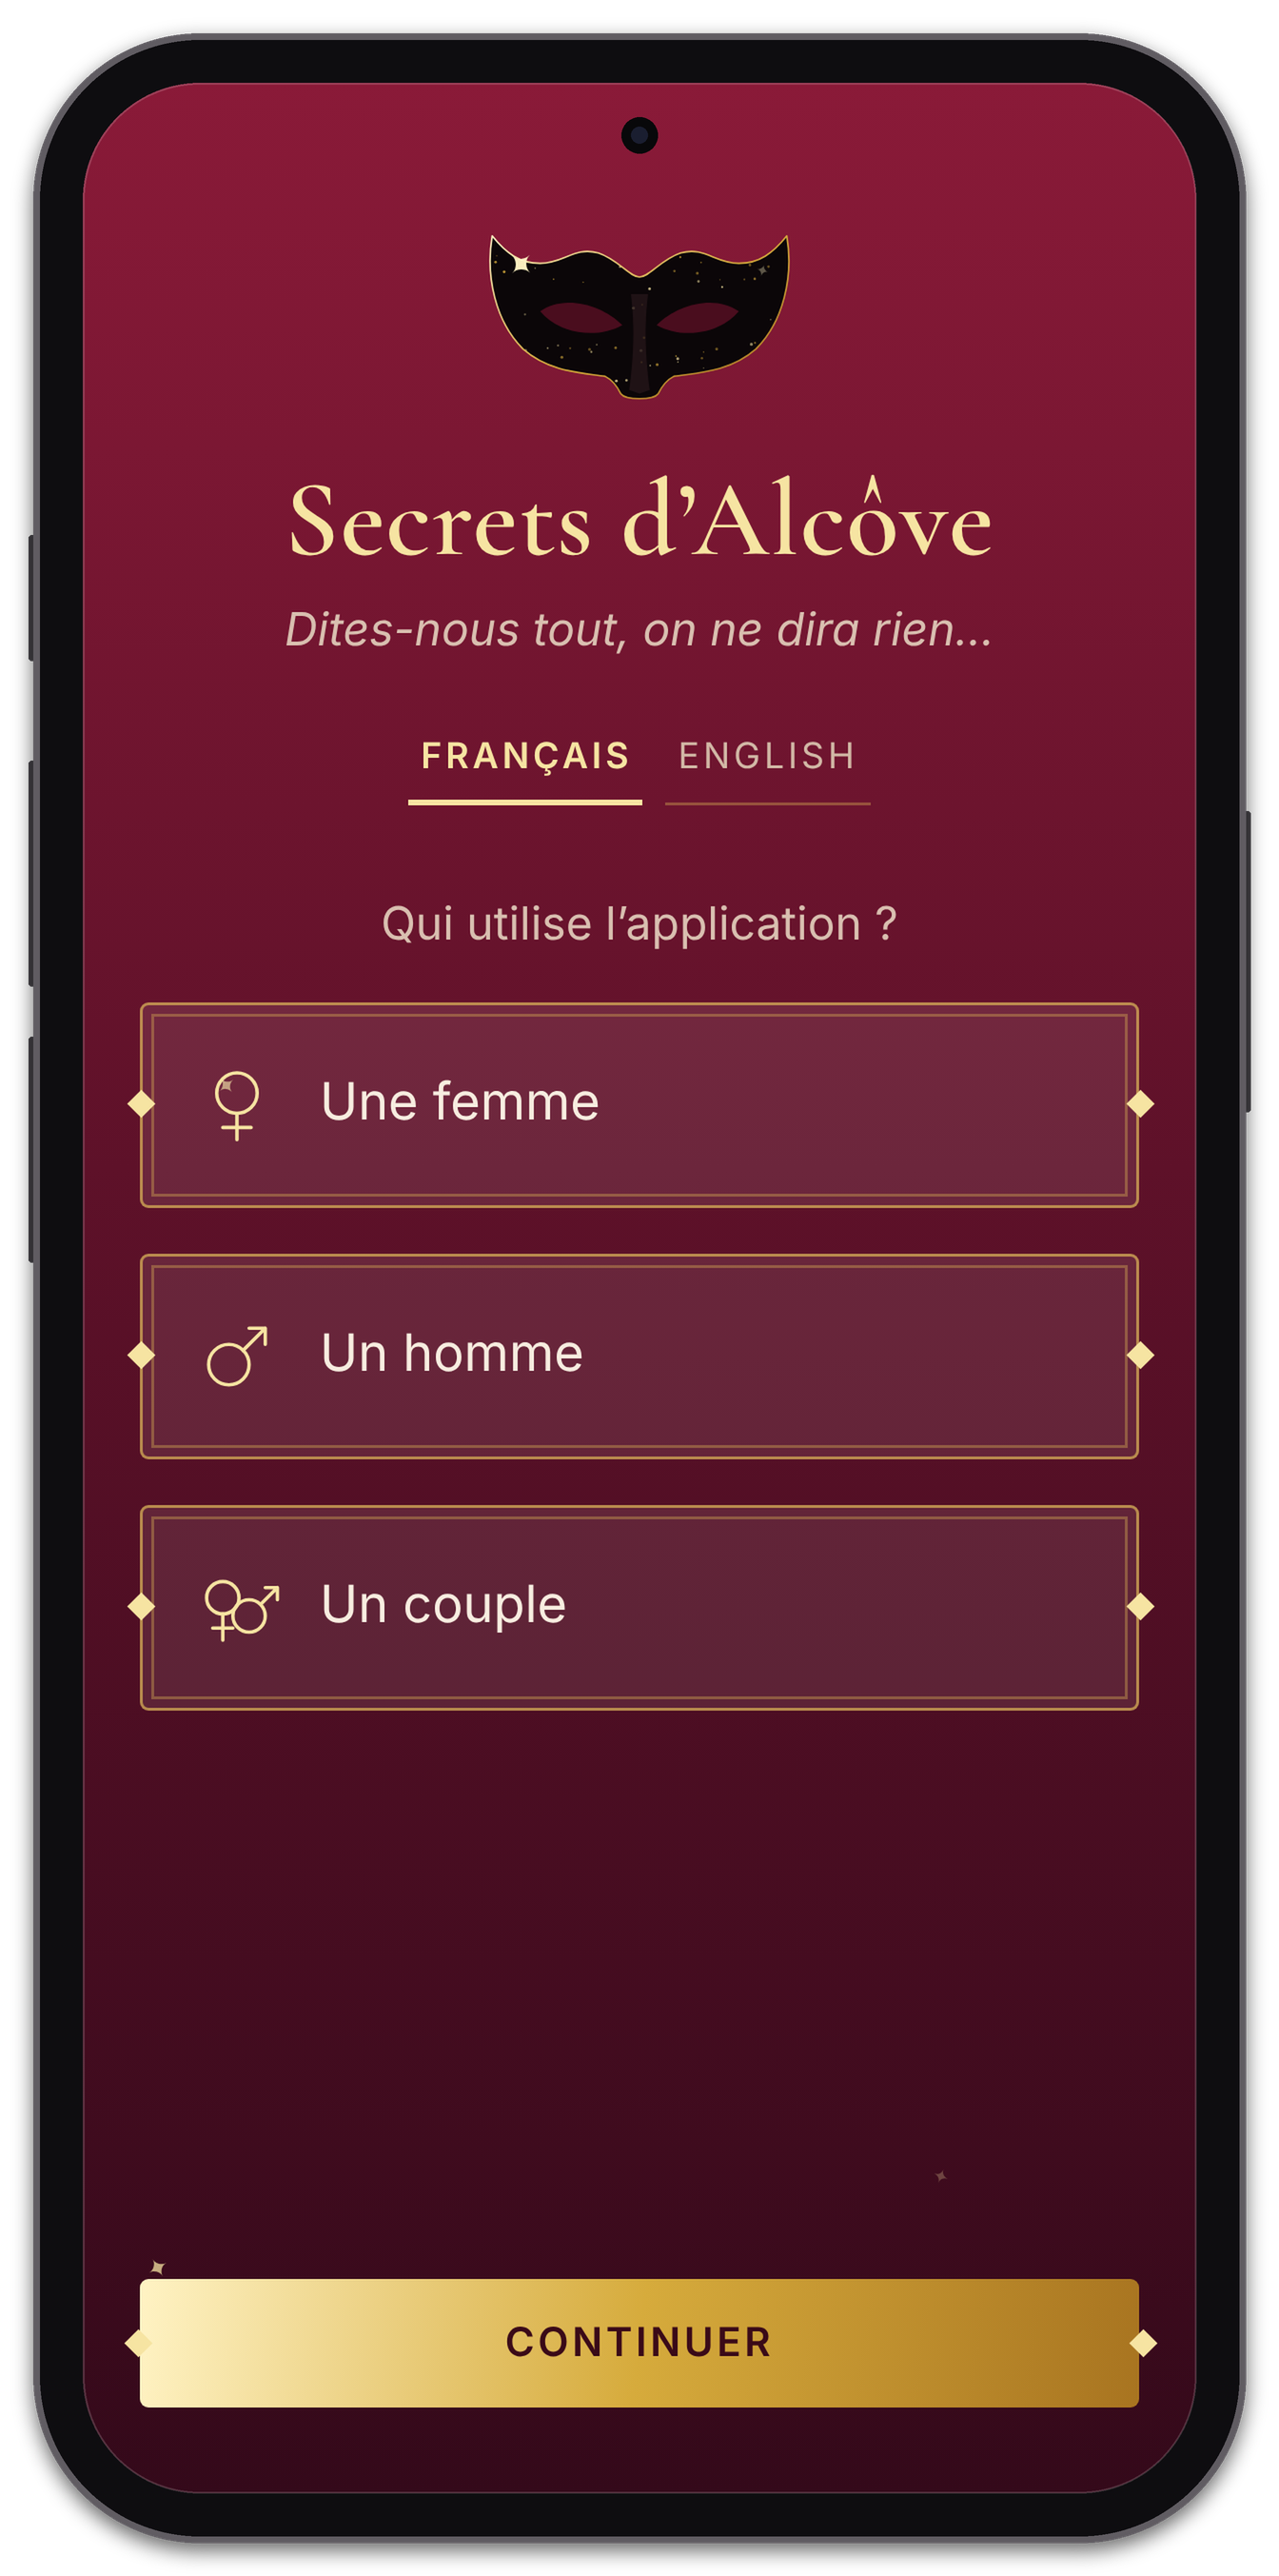 Secrets d’Alcôve
Dites-nous tout, on ne dira rien...
FRANÇAIS ENGLISH
Qui utilise l’application ?
Une femme
Un homme
Un couple
CONTINUER